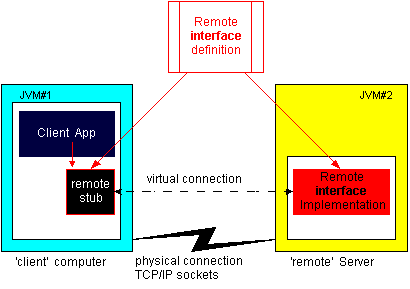 Remote
interface
definition
JVM#1
JVM#2
Client App
remote
stub
virtual connection
Remote
interface
Implementation
'client' computer
physical connection
TCP/IP sockets
'remote' Server